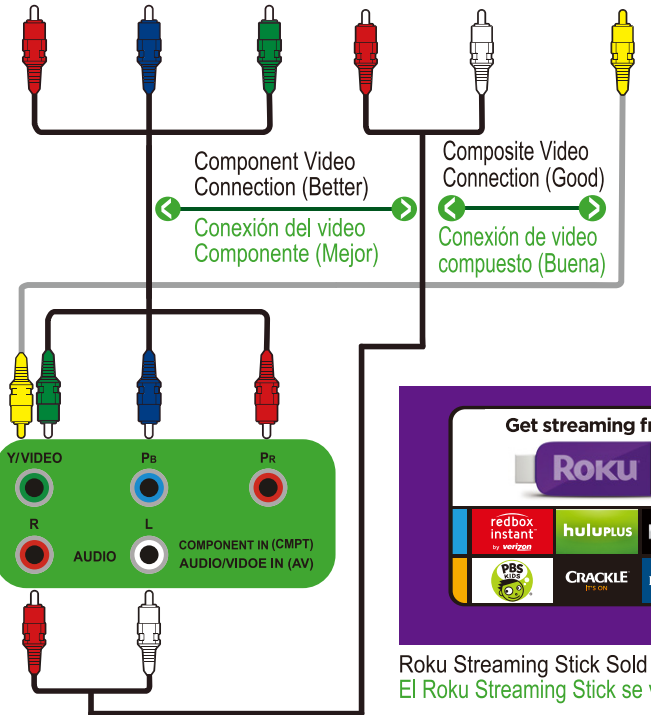 Component Video
Connection (Better)
Conexión del video
Componente (Mejor)
Composite Video
Connection (Good)
Conexión de video
compuesto (Buena)
Y/VIDEO
PB
PR
R
AUDIO
L
COMPONENT IN (CMPT)
AUDIO/VIDOE IN (AV)
Get streaming
ROKU
redbox
instant
by verizon
huluPLUS
PBS
KIDS
CRACKLE
IT'S ON
Roku Streaming Stick Sold
El Roku Streaming Stick se